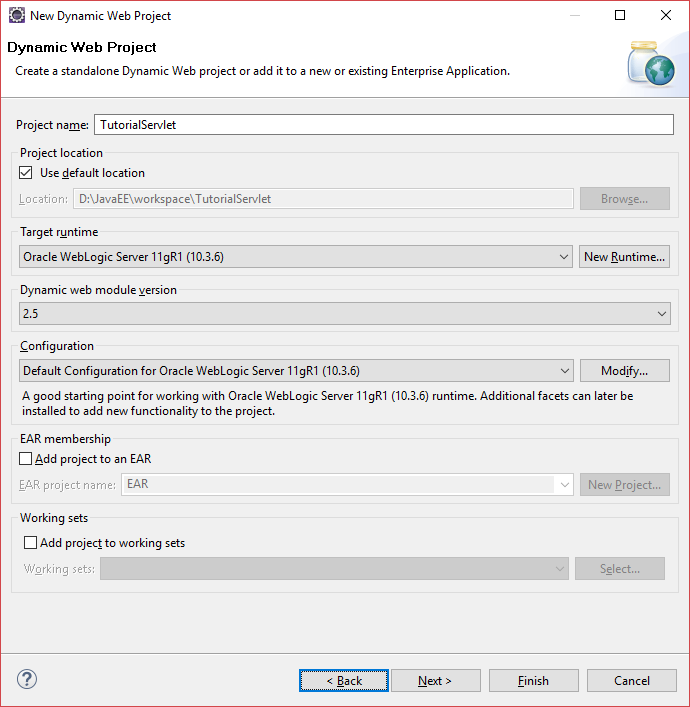 New Dynamic Web Project
Dynamic Web Project
Create a standalone Dynamic Web project or add it to a new or existing Enterprise Application.
Project name: TutorialServlet
Project location
Use default location
Location: D:\JavaEE\workspace\TutorialServlet Browse...
Target runtime
Oracle WebLogic Server 11gR1 (10.3.6) New Runtime...
Dynamic web module version
2.5
Configuration
Default Configuration for Oracle WebLogic Server 11gR1 (10.3.6) Modify...
A good starting point for working with Oracle WebLogic Server 11gR1 (10.3.6) runtime. Additional facets can later be
installed to add new functionality to the project.
EAR membership
Add project to an EAR
EAR project name: EAR New Project...
Working sets
Add project to working sets
Working sets: Select...
? < Back Next > Finish Cancel